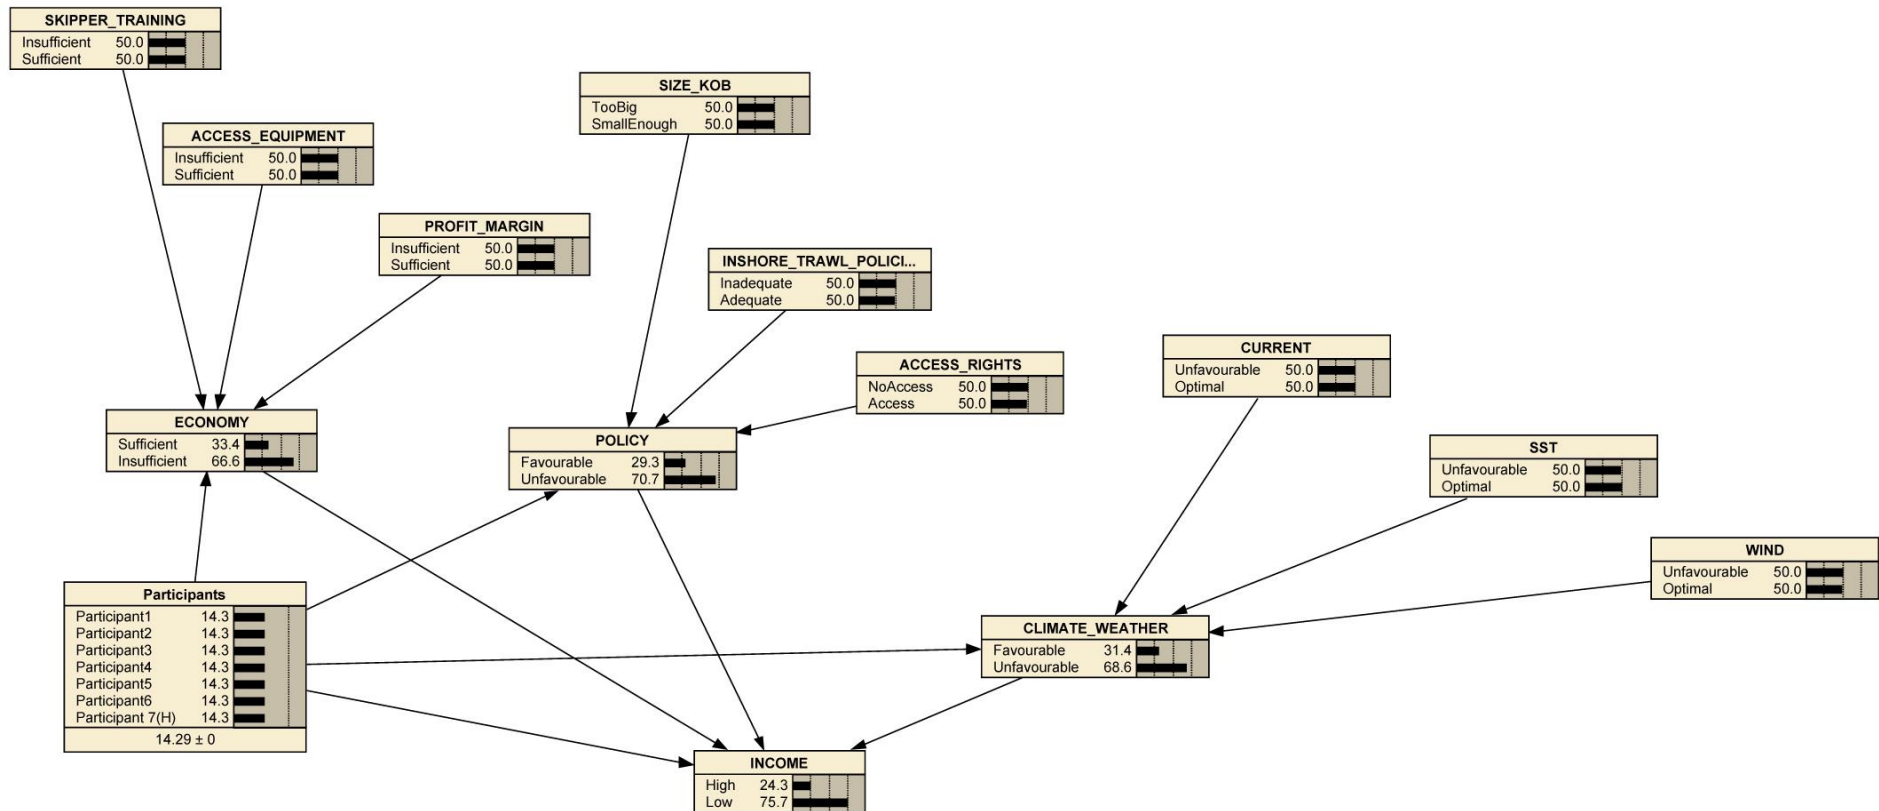 SKIPPER_TRAINING
Insufficient 50.0
Sufficient 50.0
SIZE_KOB
TooBig 50.0
SmallEnough 50.0
ACCESS_EQUIPMENT
Insufficient 50.0
Sufficient 50.0
PROFIT_MARGIN
Insufficient 50.0
Sufficient 50.0
INSHORE_TRAWL_POLICI...
Inadequate 50.0
Adequate 50.0
ACCESS_RIGHTS
NoAccess 50.0
Access 50.0
CURRENT
Unfavourable 50.0
Optimal 50.0
ECONOMY
Sufficient 33.4
Insufficient 66.6
POLICY
Favourable 29.3
Unfavourable 70.7
SST
Unfavourable 50.0
Optimal 50.0
WIND
Unfavourable 50.0
Optimal 50.0
Participants
Participant1 14.3
Participant2 14.3
Participant3 14.3
Participant4 14.3
Participant5 14.3
Participant6 14.3
Participant 7(H) 14.3
14.29 ± 0
CLIMATE_WEATHER
Favourable 31.4
Unfavourable 68.6
INCOME
High 24.3
Low 75.7